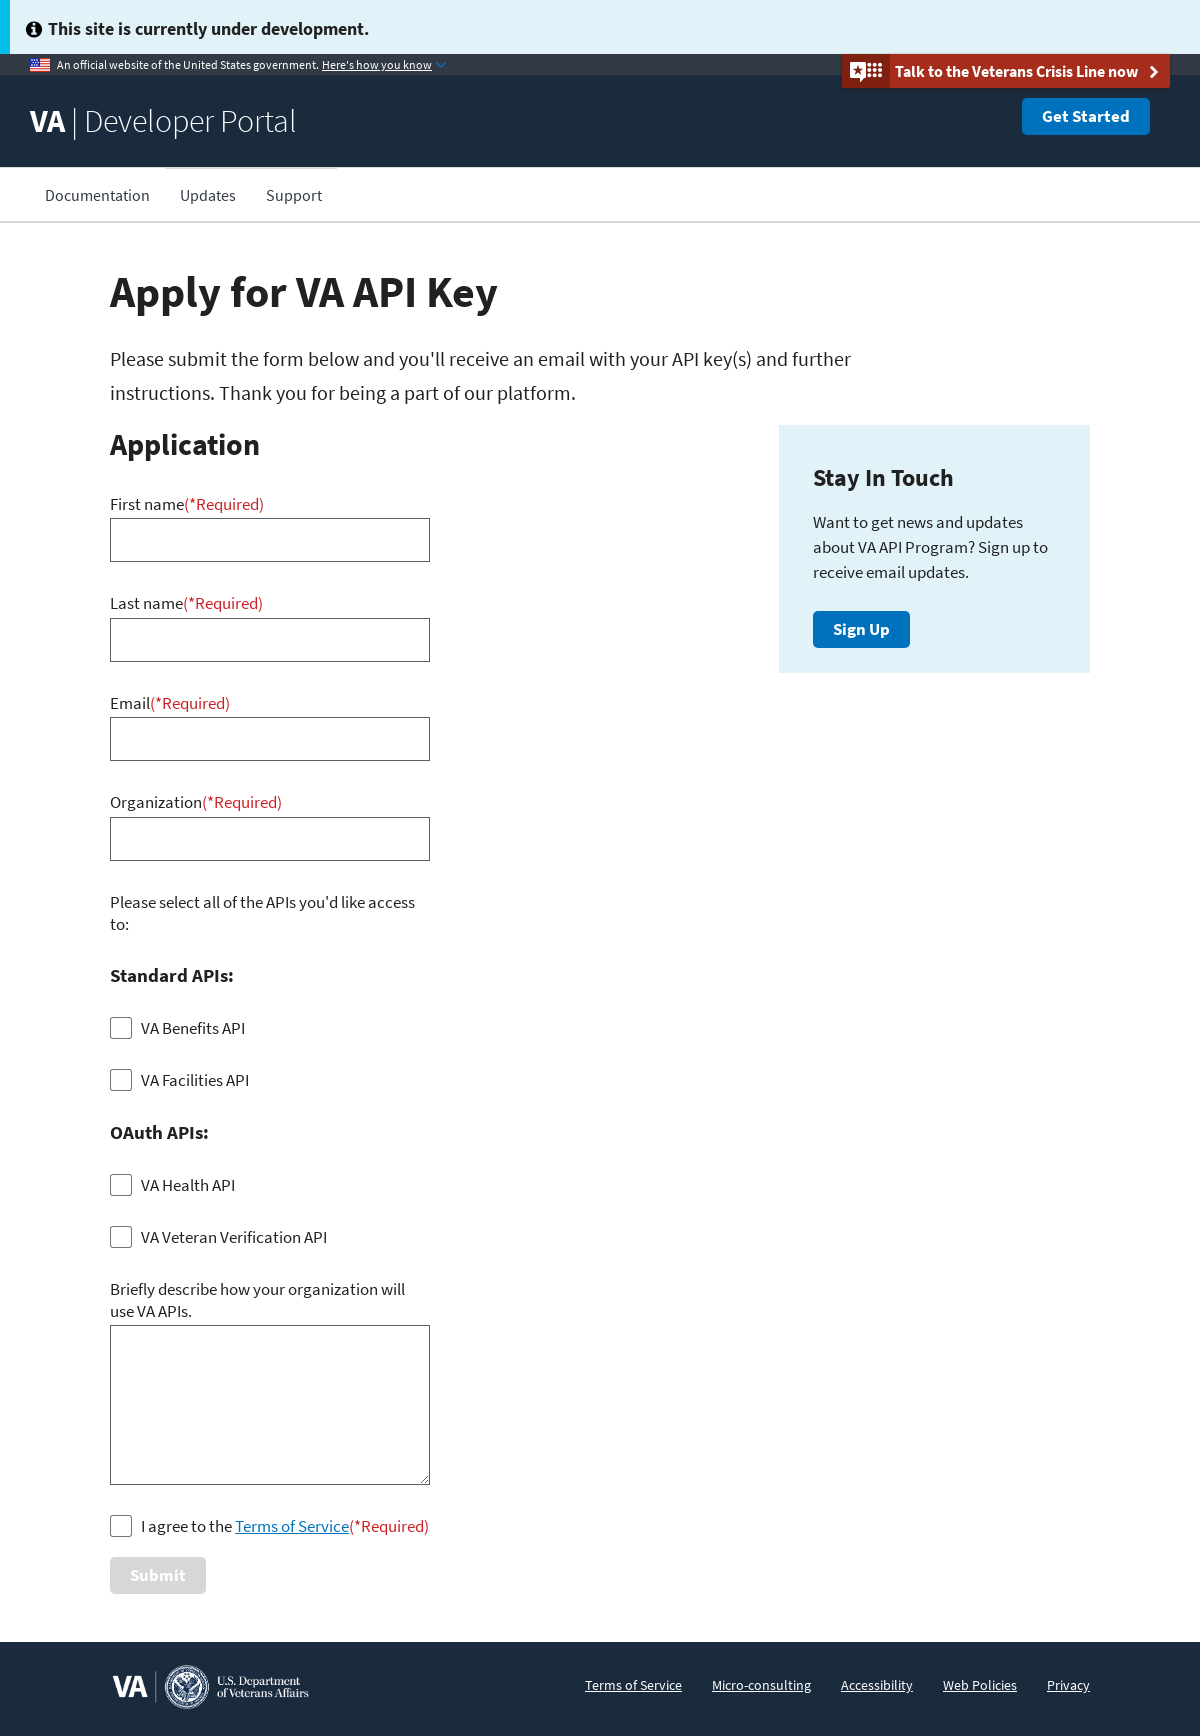 This site is currently under development.
An official website of the United States government. Here's how you know
Talk to the Veterans Crisis Line now
VA | Developer Portal
Get Started
Documentation
Updates
Support
Apply for VA API Key
Please submit the form below and you'll receive an email with your API key(s) and further
instructions. Thank you for being a part of our platform.
Application
First name(*Required)
Last name(*Required)
Email(*Required)
Organization(*Required)
Please select all of the APIs you'd like access
to:
Standard APIs:
VA Benefits API
VA Facilities API
OAuth APIs:
VA Health API
VA Veteran Verification API
Briefly describe how your organization will
use VA APIs.
I agree to the Terms of Service(*Required)
Submit
Stay In Touch
Want to get news and updates
about VA API Program? Sign up to
receive email updates.
Sign Up
VA
U.S. Department
of Veterans Affairs
Terms of Service
Micro-consulting
Accessibility
Web Policies
Privacy